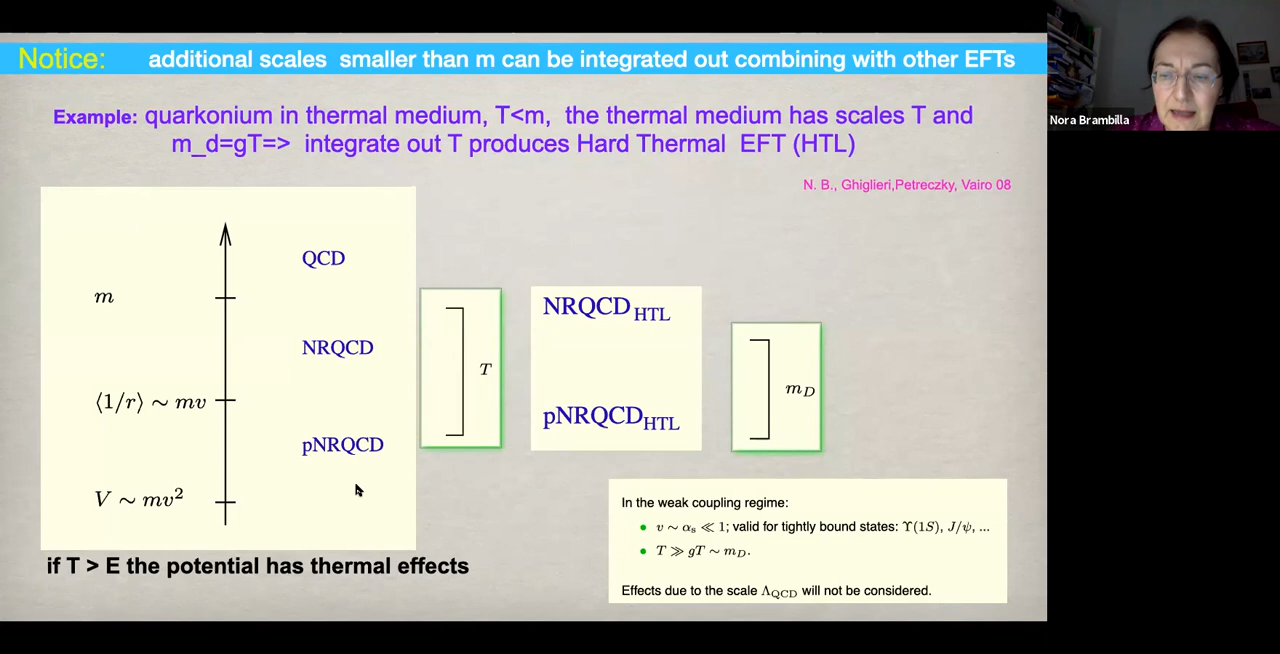 Notice: additional scales smaller than m can be integrated out combining with other EFTs
Nora Brambilla
Example: quarkonium in thermal medium, T<m, the thermal medium has scales T and
m_d=gT=> integrate out T produces Hard Thermal EFT (HTL)
N. B., Ghiglieri,Petreczky, Vairo 08
QCD
m
NRQCD
⟨1/r⟩ ∼ mv
pNRQCD
V ∼ mv²
T
NRQCD HTL
pNRQCD HTL
m_D
if T > E the potential has thermal effects
In the weak coupling regime:
• v ∼ α_s ≪ 1; valid for tightly bound states: ϒ(1S), J/ψ, ...
• T ≫ gT ∼ m_D.
Effects due to the scale Λ_QCD will not be considered.